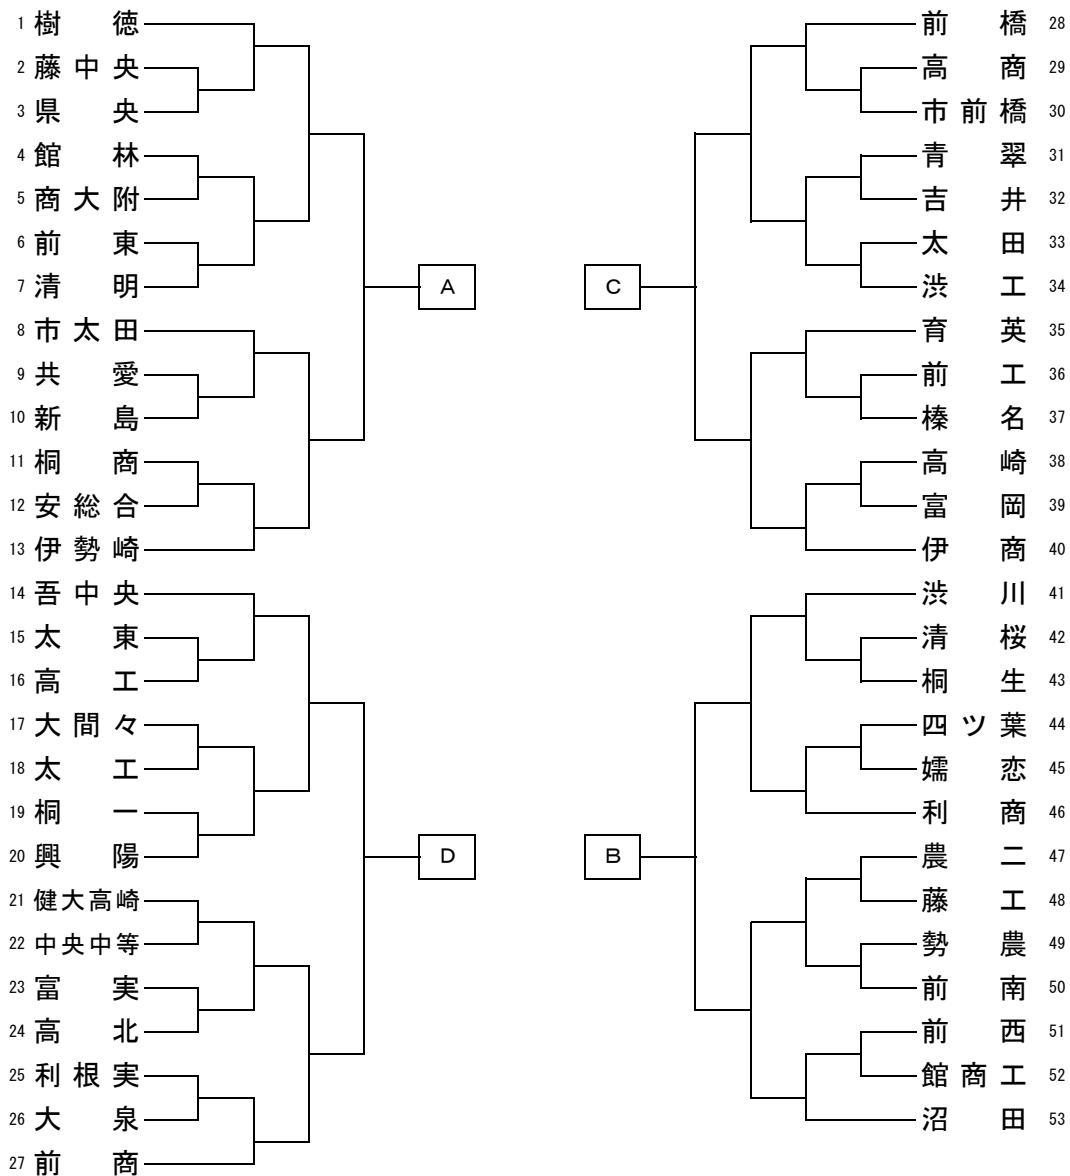 1 樹徳
2 藤中央
3 県央
4 館林
5 商大附
6 前東
7 清明
A
8 市太田
9 共愛
10 新島
11 桐商
12 安総合
13 伊勢崎
14 吾中央
15 太東
16 高工
17 大間々
18 太工
19 桐一
20 興陽
D
21 健大高崎
22 中央中等
23 富実
24 高北
25 利根実
26 大泉
27 前商
前橋 28
高商 29
市前橋 30
青翠 31
吉井 32
太田 33
渋工 34
C
育英 35
前工 36
榛名 37
高崎 38
富岡 39
伊商 40
渋川 41
清桜 42
桐生 43
四ツ葉 44
嬬恋 45
利商 46
農二 47
B
藤工 48
勢農 49
前南 50
前西 51
館商工 52
沼田 53